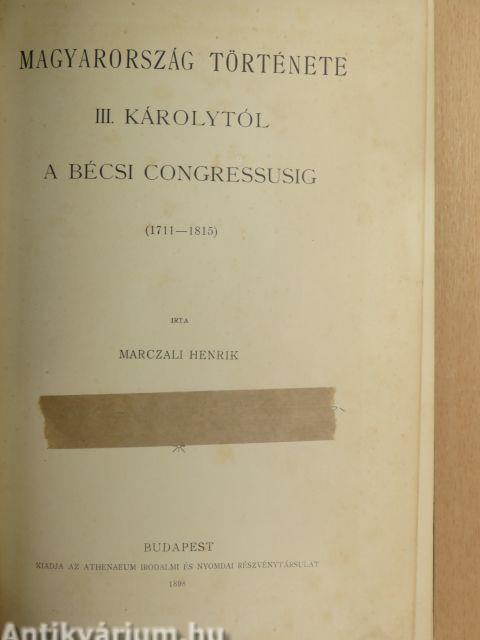 MAGYARORSZÁG TÖRTÉNETE
III. KÁROLYTÓL
A BÉCSI CONGRESSUSIG
(1711—1815)
IRTA
MARCZALI HENRIK
BUDAPEST
KIADJA AZ ATHENAEUM IRODALMI ÉS NYOMDAI RÉSZVÉNYTÁRSULAT
1898
Antikvárium.hu